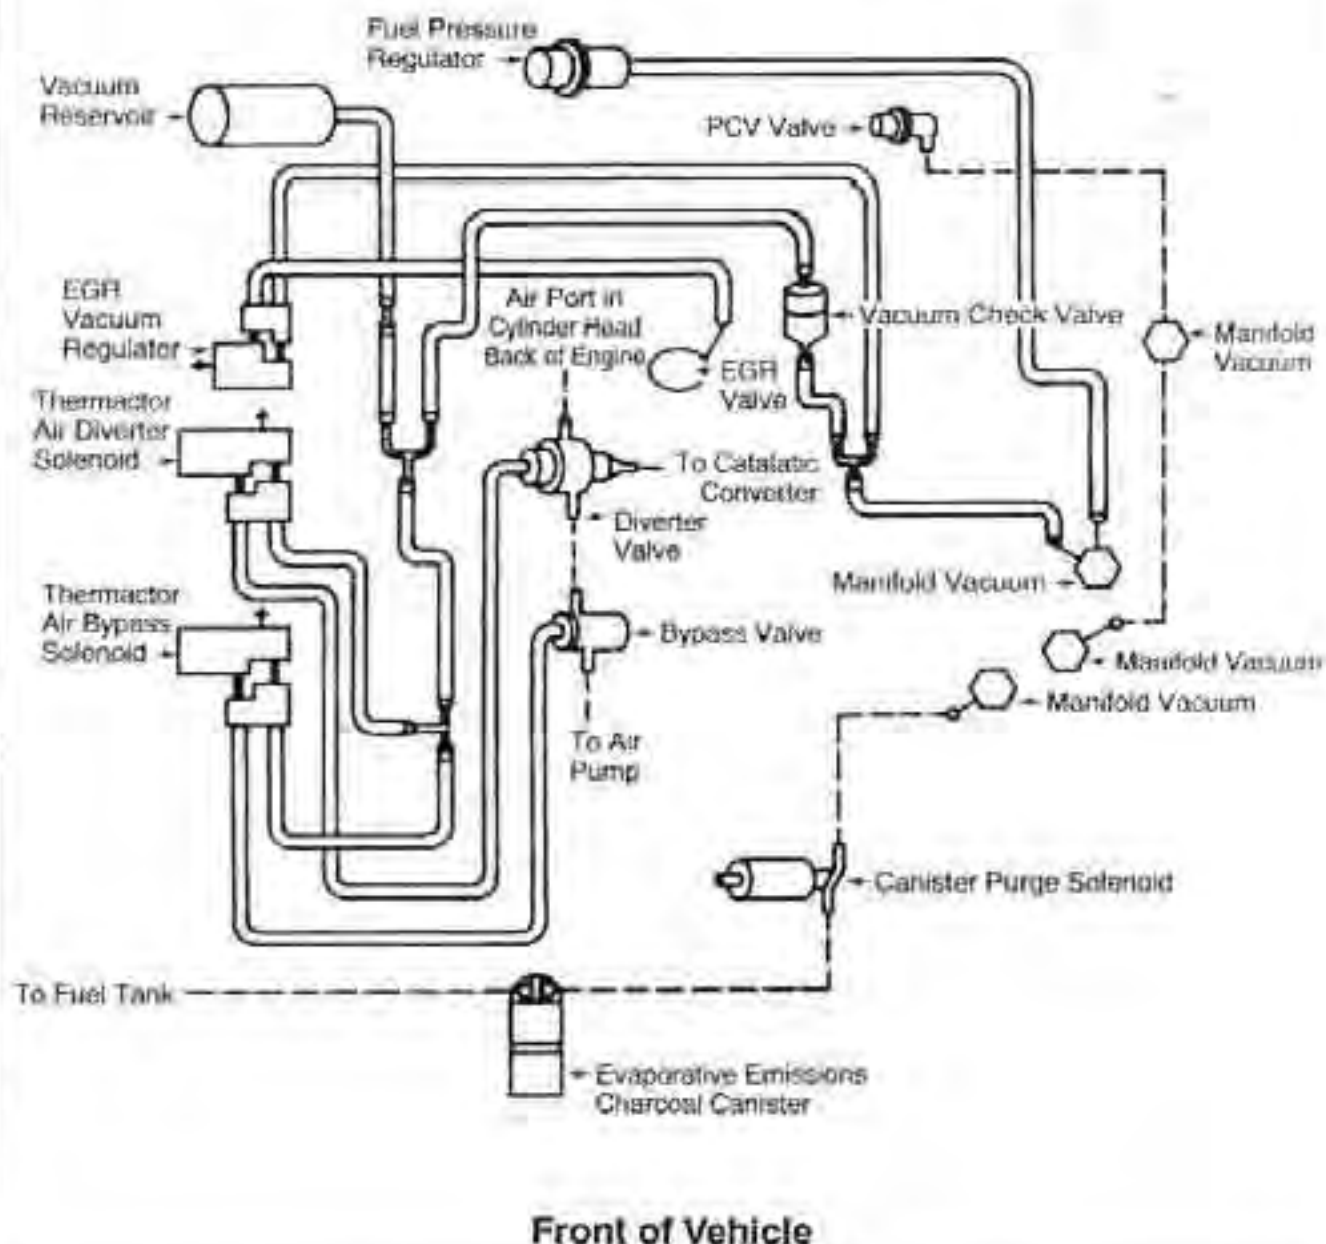 Fuel Pressure
Regulator
Vacuum
Reservoir
PCV Valve
EGR
Vacuum
Regulator
Air Port in
Cylinder Head
Back of Engine
Vacuum Check Valve
Manifold
Vacuum
EGR
Valve
Thermactor
Air Diverter
Solenoid
To Catalatic
Converter
Diverter
Valve
Manifold Vacuum
Thermactor
Air Bypass
Solenoid
Bypass Valve
Manifold Vacuum
Manifold Vacuum
To Air
Pump
Canister Purge Solenoid
To Fuel Tank
Evaporative Emissions
Charcoal Canister
Front of Vehicle